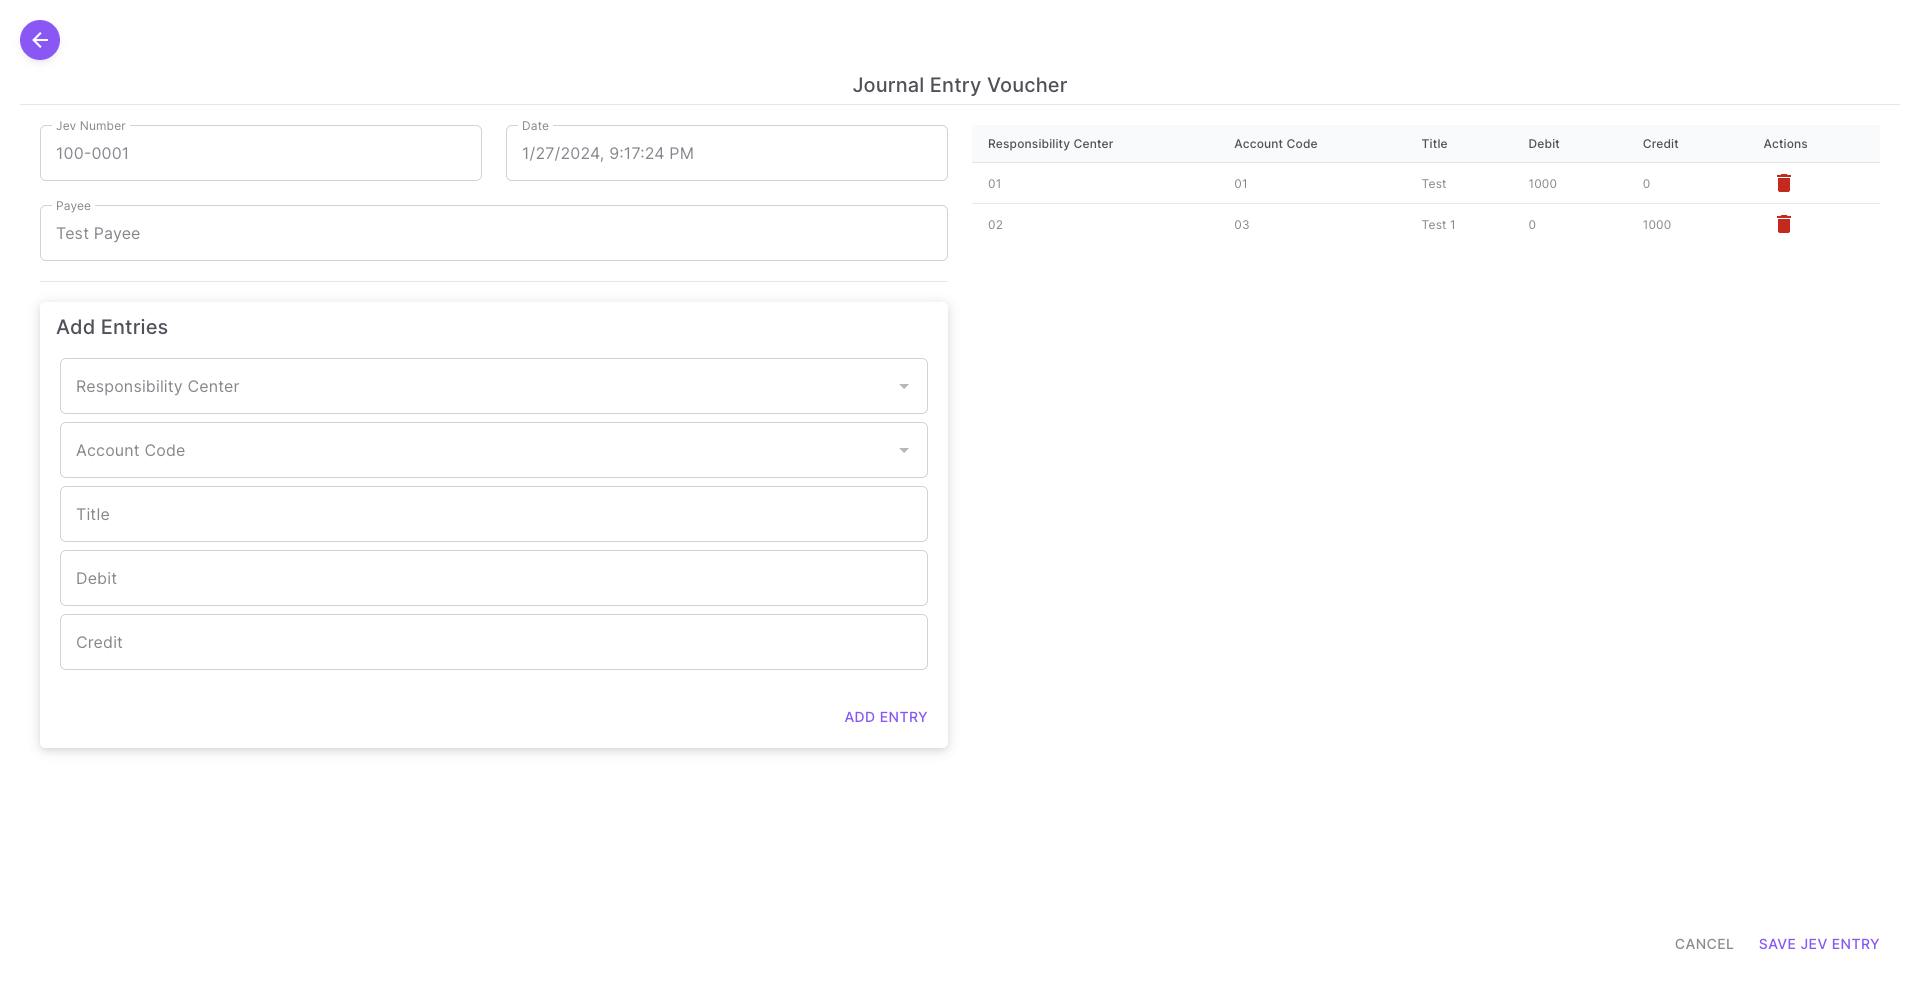 Journal Entry Voucher
Jev Number
100-0001
Date
1/27/2024, 9:17:24 PM
Payee
Test Payee
Add Entries
Responsibility Center
Account Code
Title
Debit
Credit
ADD ENTRY
Responsibility Center Account Code Title Debit Credit Actions
01 01 Test 1000 0
02 03 Test 1 0 1000
CANCEL SAVE JEV ENTRY